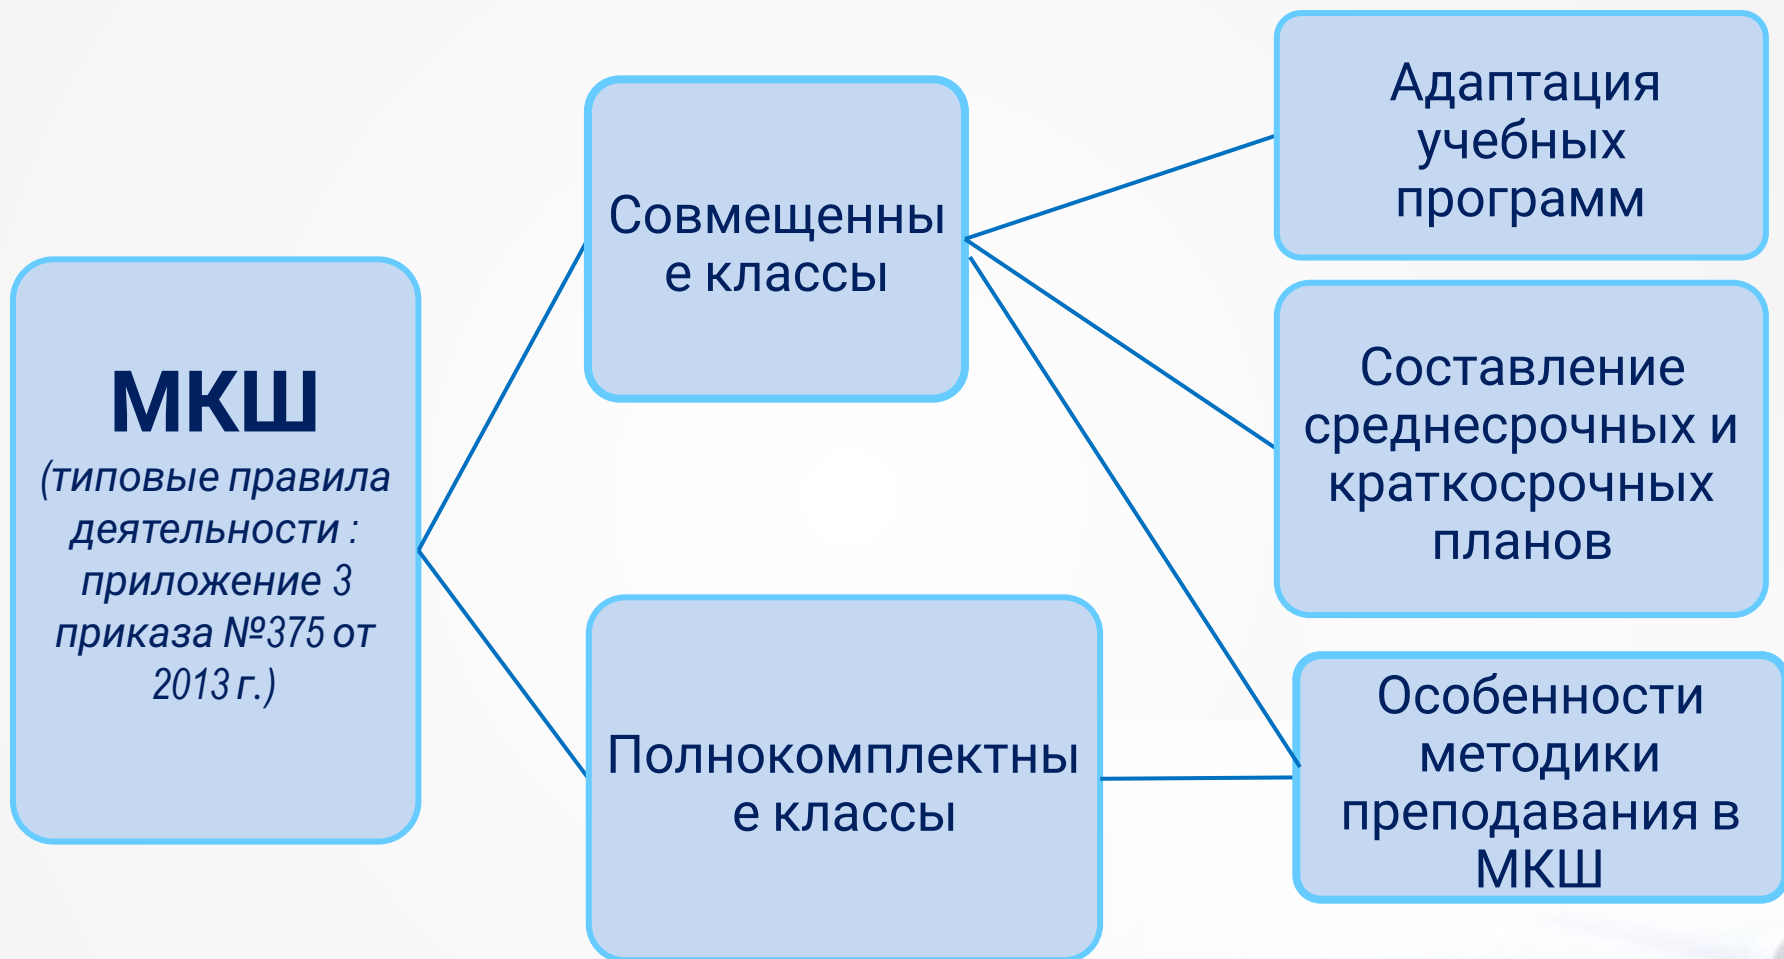 МКШ
(типовые правила
деятельности :
приложение 3
приказа №375 от
2013 г.)
Совмещенны
е классы
Полнокомплектны
е классы
Адаптация
учебных
программ
Составление
среднесрочных и
краткосрочных
планов
Особенности
методики
преподавания в
МКШ